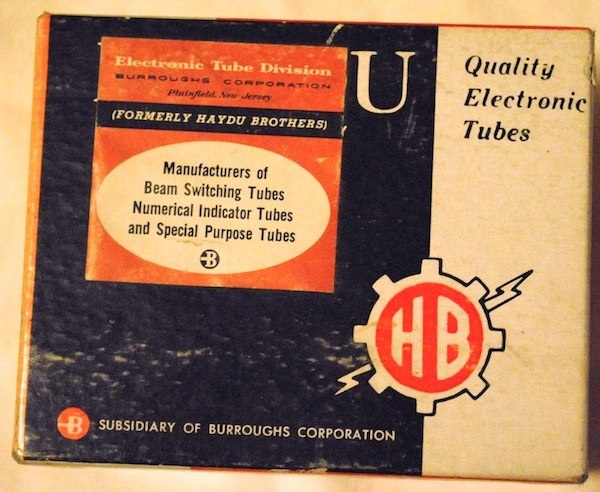 Electronic Tube Division
BURROUGHS CORPORATION
Plainfield, New Jersey
(FORMERLY HAYDU BROTHERS)
Manufacturers of
Beam Switching Tubes
Numerical Indicator Tubes
and Special Purpose Tubes
B
U
Quality
Electronic
Tubes
HB
B SUBSIDIARY OF BURROUGHS CORPORATION